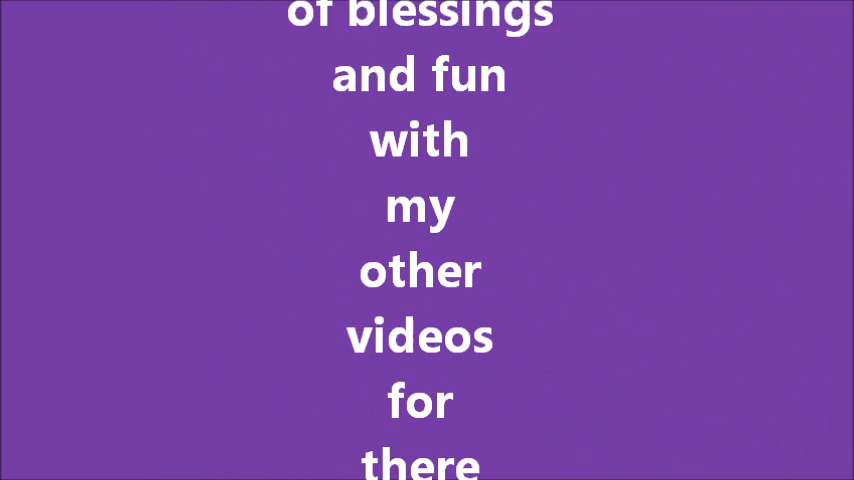 of blessings
and fun
with
my
other
videos
for
there